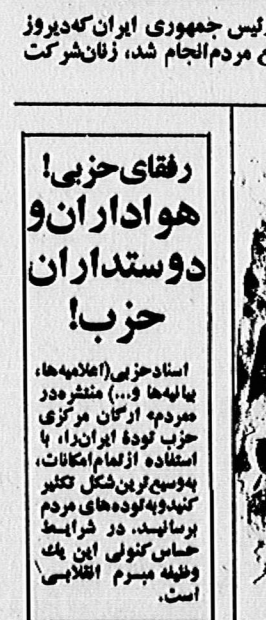 رئیس جمهوری ایران که دیروز
مردم انجام شد، زنان شرکت
رفقای حزبی!
هواداران و
دوستداران
حزب!
اسناد حزبی (اعلامیه‌ها،
بیانیه‌ها و...) منتشره در
«مردم» ارگان مرکزی
حزب تودهٔ ایران را، با
استفاده از تمام امکانات،
به‌وسیع‌ترین شکل تکثیر
کنید و به توده‌های مردم
برسانید. در شرایط
حساس کنونی این یک
وظیفه مبرم انقلابی
است.